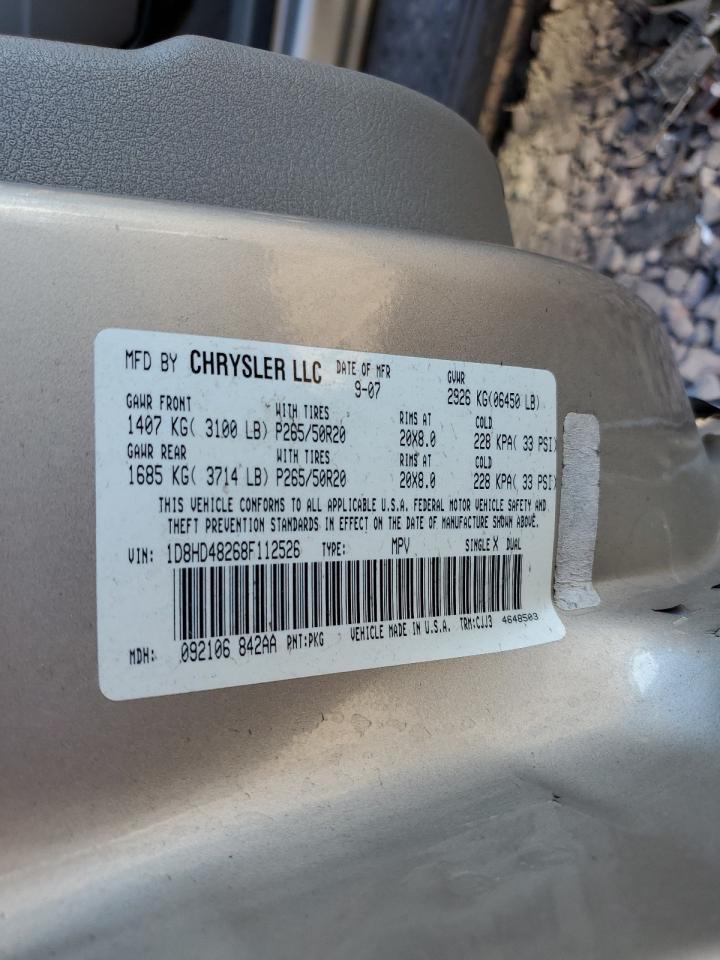 MFD BY CHRYSLER LLC DATE OF MFR GVWR
9-07 2926 KG(06450 LB)
GAWR FRONT WITH TIRES RIMS AT COLD
1407 KG( 3100 LB) P265/50R20 20X8.0 228 KPA( 33 PSI)
GAWR REAR WITH TIRES RIMS AT COLD
1685 KG( 3714 LB) P265/50R20 20X8.0 228 KPA( 33 PSI)
THIS VEHICLE CONFORMS TO ALL APPLICABLE U.S.A. FEDERAL MOTOR VEHICLE SAFETY AND
THEFT PREVENTION STANDARDS IN EFFECT ON THE DATE OF MANUFACTURE SHOWN ABOVE.
VIN: 1D8HD48268F112526 TYPE: MPV SINGLE X DUAL
MDH: 092106 842AA PNT:PKG VEHICLE MADE IN U.S.A. TRM:C1J3 4648503